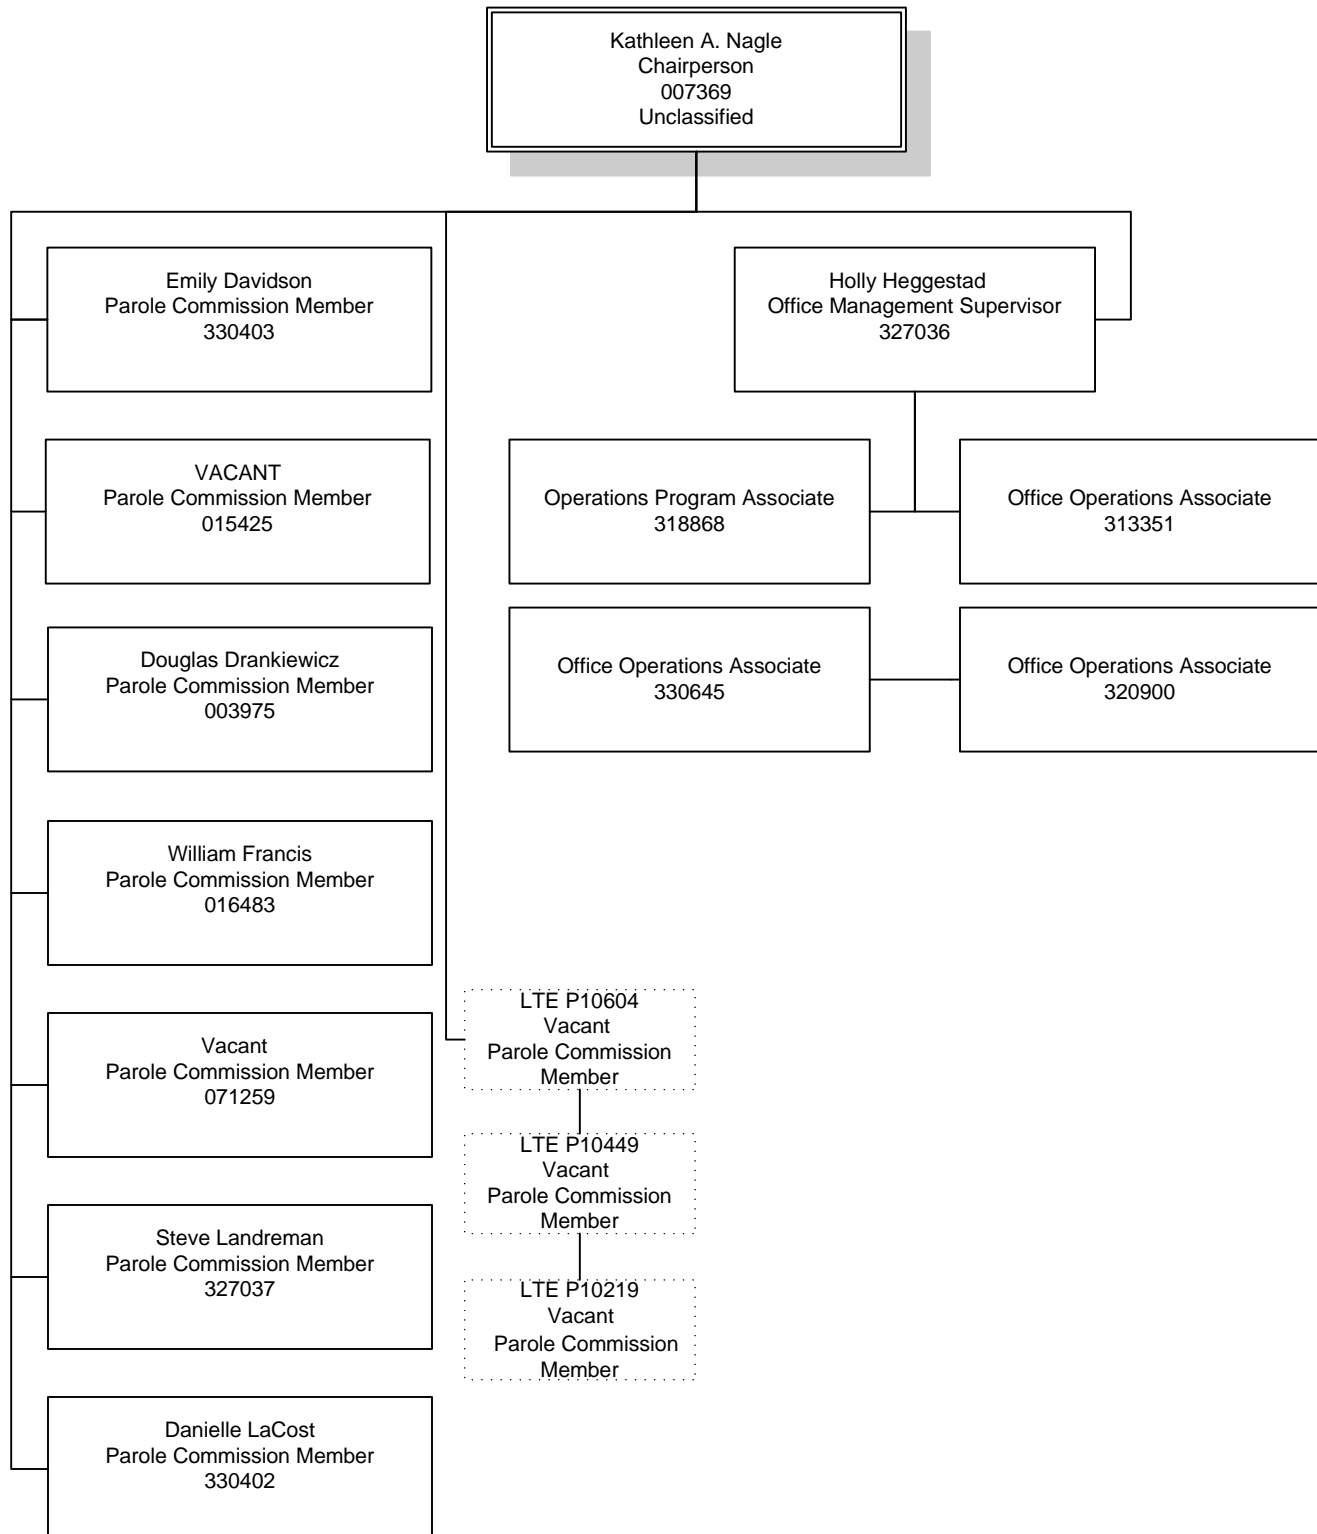 Kathleen A. Nagle
Chairperson
007369
Unclassified
Emily Davidson
Parole Commission Member
330403
Holly Heggestad
Office Management Supervisor
327036
VACANT
Parole Commission Member
015425
Operations Program Associate
318868
Office Operations Associate
313351
Douglas Drankiewicz
Parole Commission Member
003975
Office Operations Associate
330645
Office Operations Associate
320900
William Francis
Parole Commission Member
016483
Vacant
Parole Commission Member
071259
Steve Landreman
Parole Commission Member
327037
Danielle LaCost
Parole Commission Member
330402
LTE P10604
Vacant
Parole Commission
Member
LTE P10449
Vacant
Parole Commission
Member
LTE P10219
Vacant
Parole Commission
Member